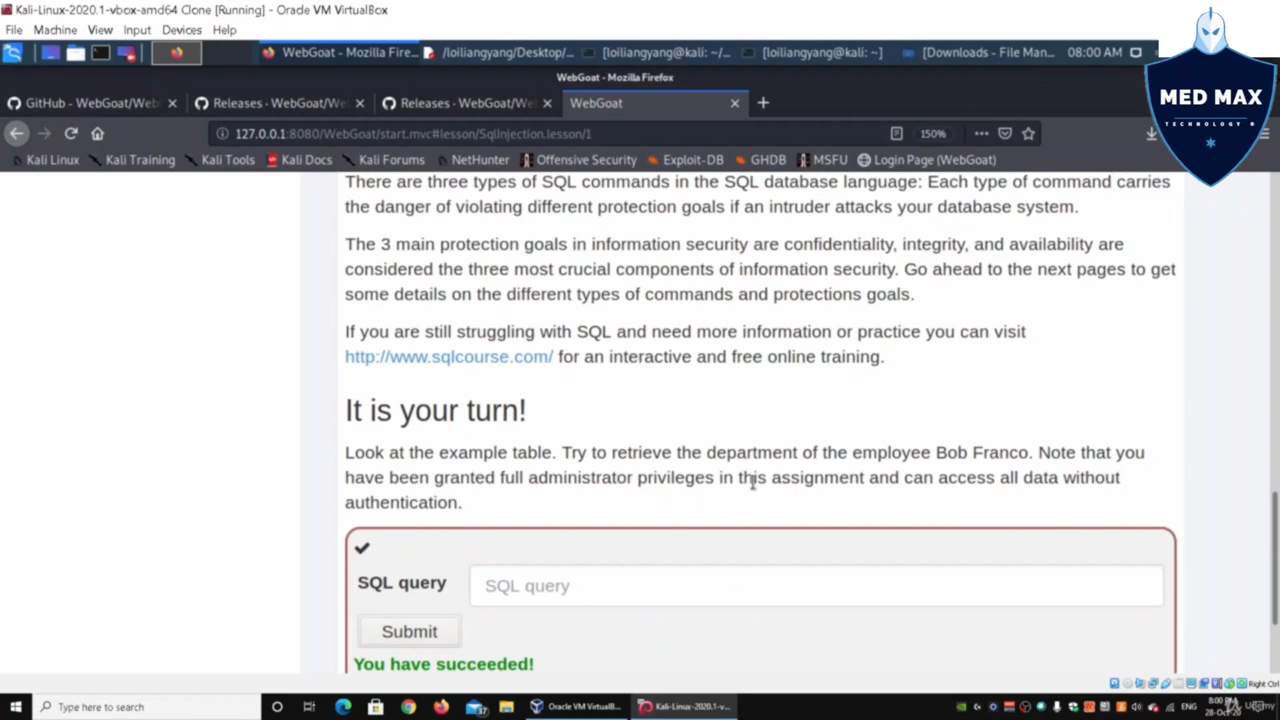 Kali-Linux-2020.1-vbox-amd64 Clone [Running] - Oracle VM VirtualBox
File Machine View Input Devices Help
WebGoat - Mozilla Fire... /loiliangyang/Desktop/... [loiliangyang@kali: ~/... [loiliangyang@kali: ~] [Downloads - File Man... 08:00 AM
WebGoat - Mozilla Firefox
GitHub - WebGoat/Web Releases · WebGoat/We Releases · WebGoat/We WebGoat
127.0.0.1:8080/WebGoat/start.mvc#lesson/SqlInjection.lesson/1 150%
Kali Linux Kali Training Kali Tools Kali Docs Kali Forums NetHunter Offensive Security Exploit-DB GHDB MSFU Login Page (WebGoat)
MED MAX
TECHNOLOGY ®
There are three types of SQL commands in the SQL database language: Each type of command carries
the danger of violating different protection goals if an intruder attacks your database system.
The 3 main protection goals in information security are confidentiality, integrity, and availability are
considered the three most crucial components of information security. Go ahead to the next pages to get
some details on the different types of commands and protections goals.
If you are still struggling with SQL and need more information or practice you can visit
http://www.sqlcourse.com/ for an interactive and free online training.
It is your turn!
Look at the example table. Try to retrieve the department of the employee Bob Franco. Note that you
have been granted full administrator privileges in this assignment and can access all data without
authentication.
SQL query SQL query
Submit
You have succeeded!
Right Ctrl
Type here to search Oracle VM VirtualB... Kali-Linux-2020.1-v... ENG 8:00
Udemy